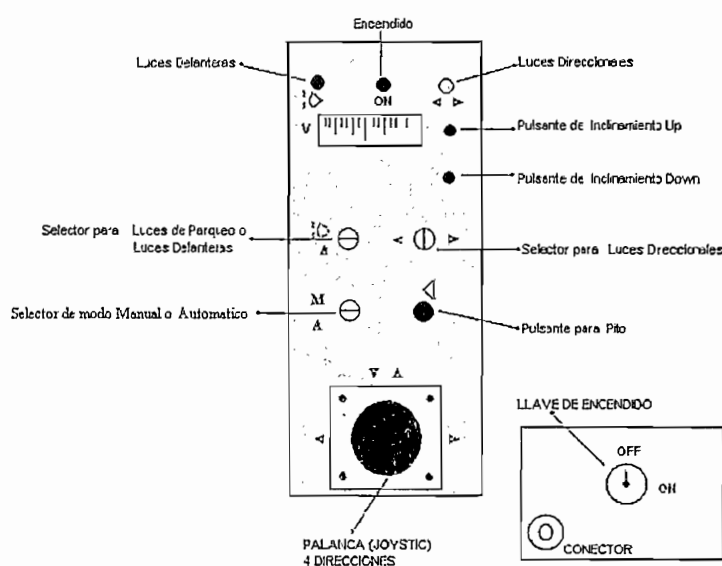 Encendido
Luces Delanteras
Luces Direccionales
ON
V
Pulsante de Inclinamiento Up
Pulsante de Inclinamiento Down
Selector para Luces de Parqueo o
Luces Delanteras
A
Selector para Luces Direccionales
M
Selector de modo Manual o Automatico
A
Pulsante para Pito
V A
LLAVE DE ENCENDIDO
OFF
ON
CONECTOR
PALANCA (JOYSTIC)
4 DIRECCIONES